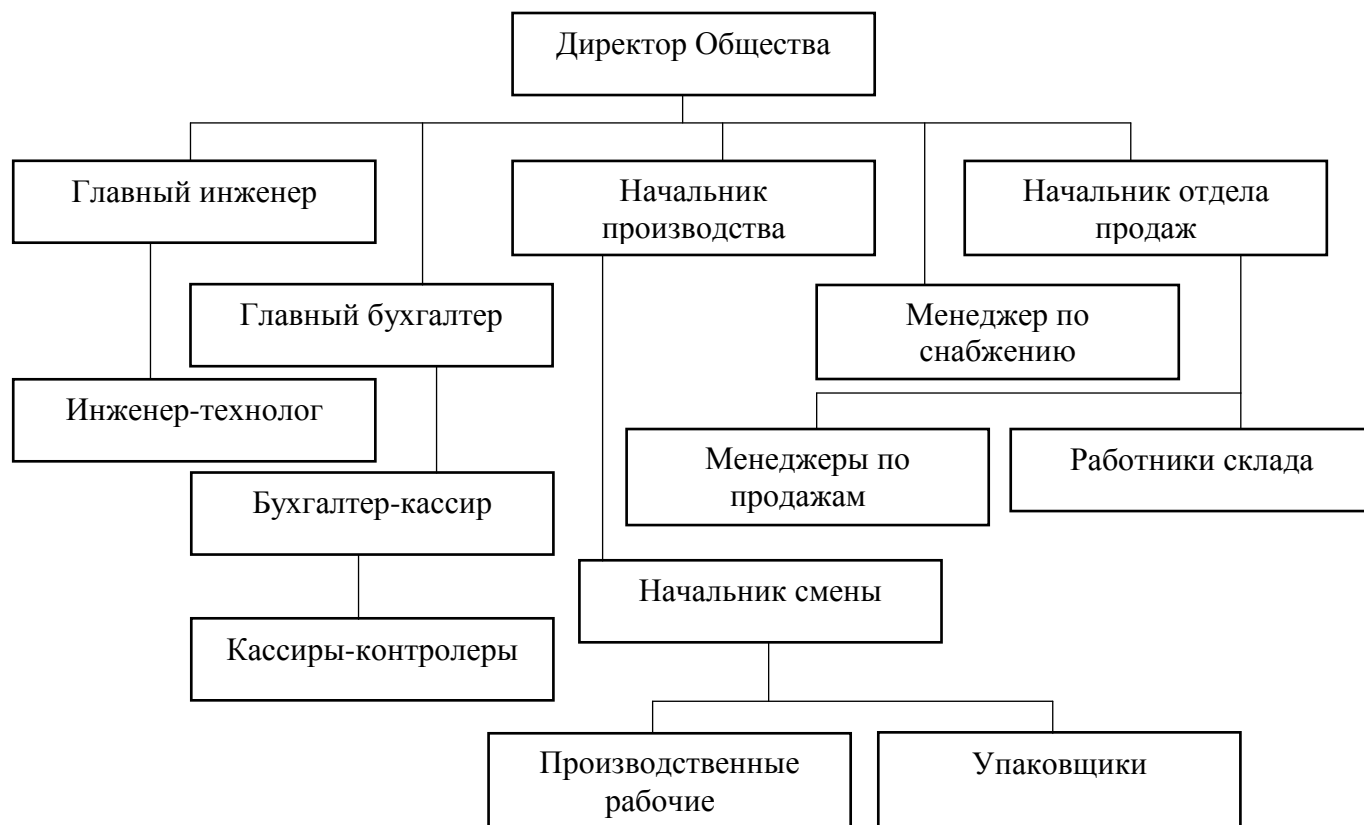 Директор Общества
Главный инженер
Начальник
производства
Начальник отдела
продаж
Главный бухгалтер
Менеджер по
снабжению
Инженер-технолог
Менеджеры по
продажам
Работники склада
Бухгалтер-кассир
Начальник смены
Кассиры-контролеры
Производственные
рабочие
Упаковщики